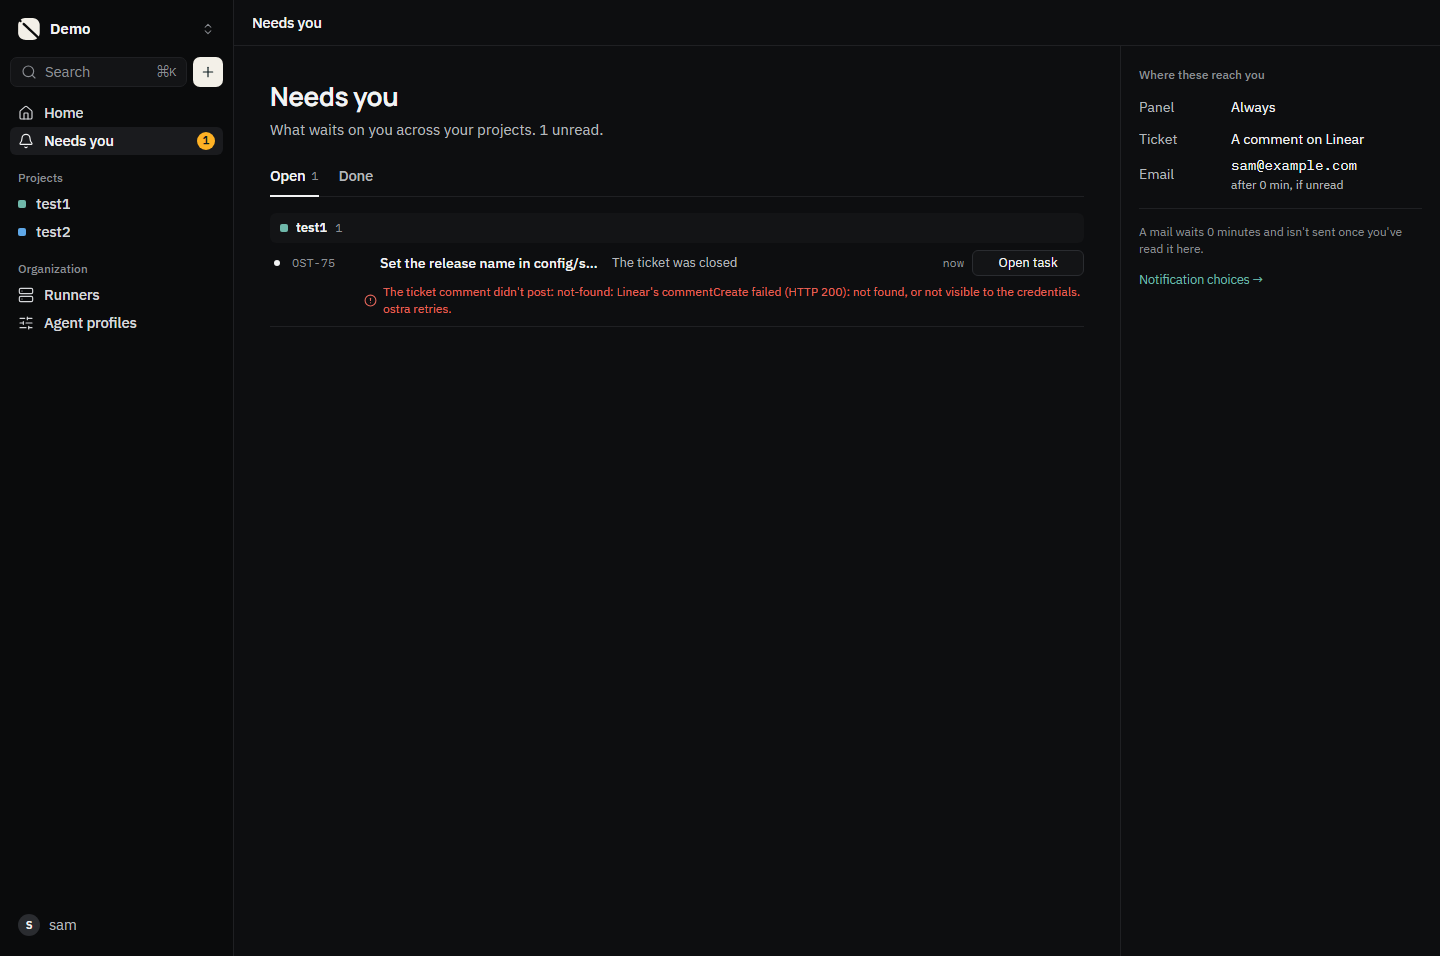 Demo
Search ⌘K
Home
Needs you 1
Projects
test1
test2
Organization
Runners
Agent profiles
S sam
Needs you
Needs you
What waits on you across your projects. 1 unread.
Open 1 Done
test1 1
OST-75 Set the release name in config/s... The ticket was closed now Open task
The ticket comment didn't post: not-found: Linear's commentCreate failed (HTTP 200): not found, or not visible to the credentials.
ostra retries.
Where these reach you
Panel Always
Ticket A comment on Linear
Email sam@example.com
after 0 min, if unread
A mail waits 0 minutes and isn't sent once you've
read it here.
Notification choices →